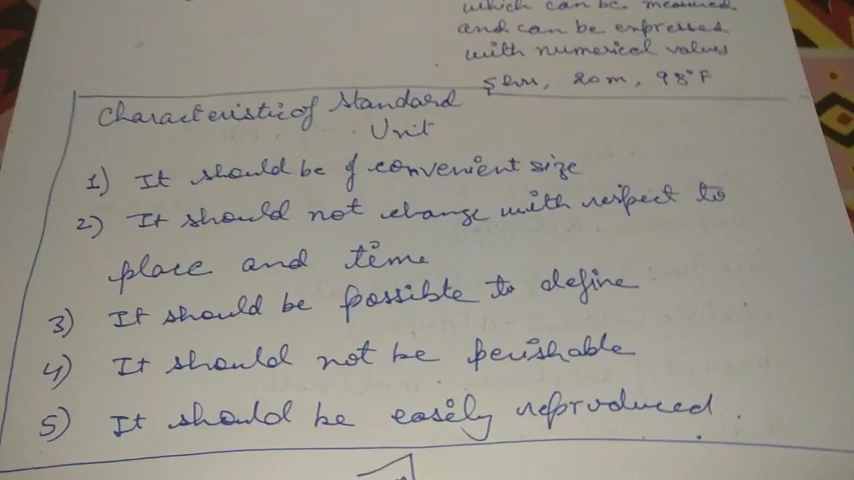 which can be measured
and can be expressed
with numerical values
5 hrs, 20m, 98°F
Characteristic of Standard
Unit
1) It should be of convenient size
2) It should not change with respect to
place and time
3) It should be possible to define
4) It should not be perishable
5) It should be easily reproduced.